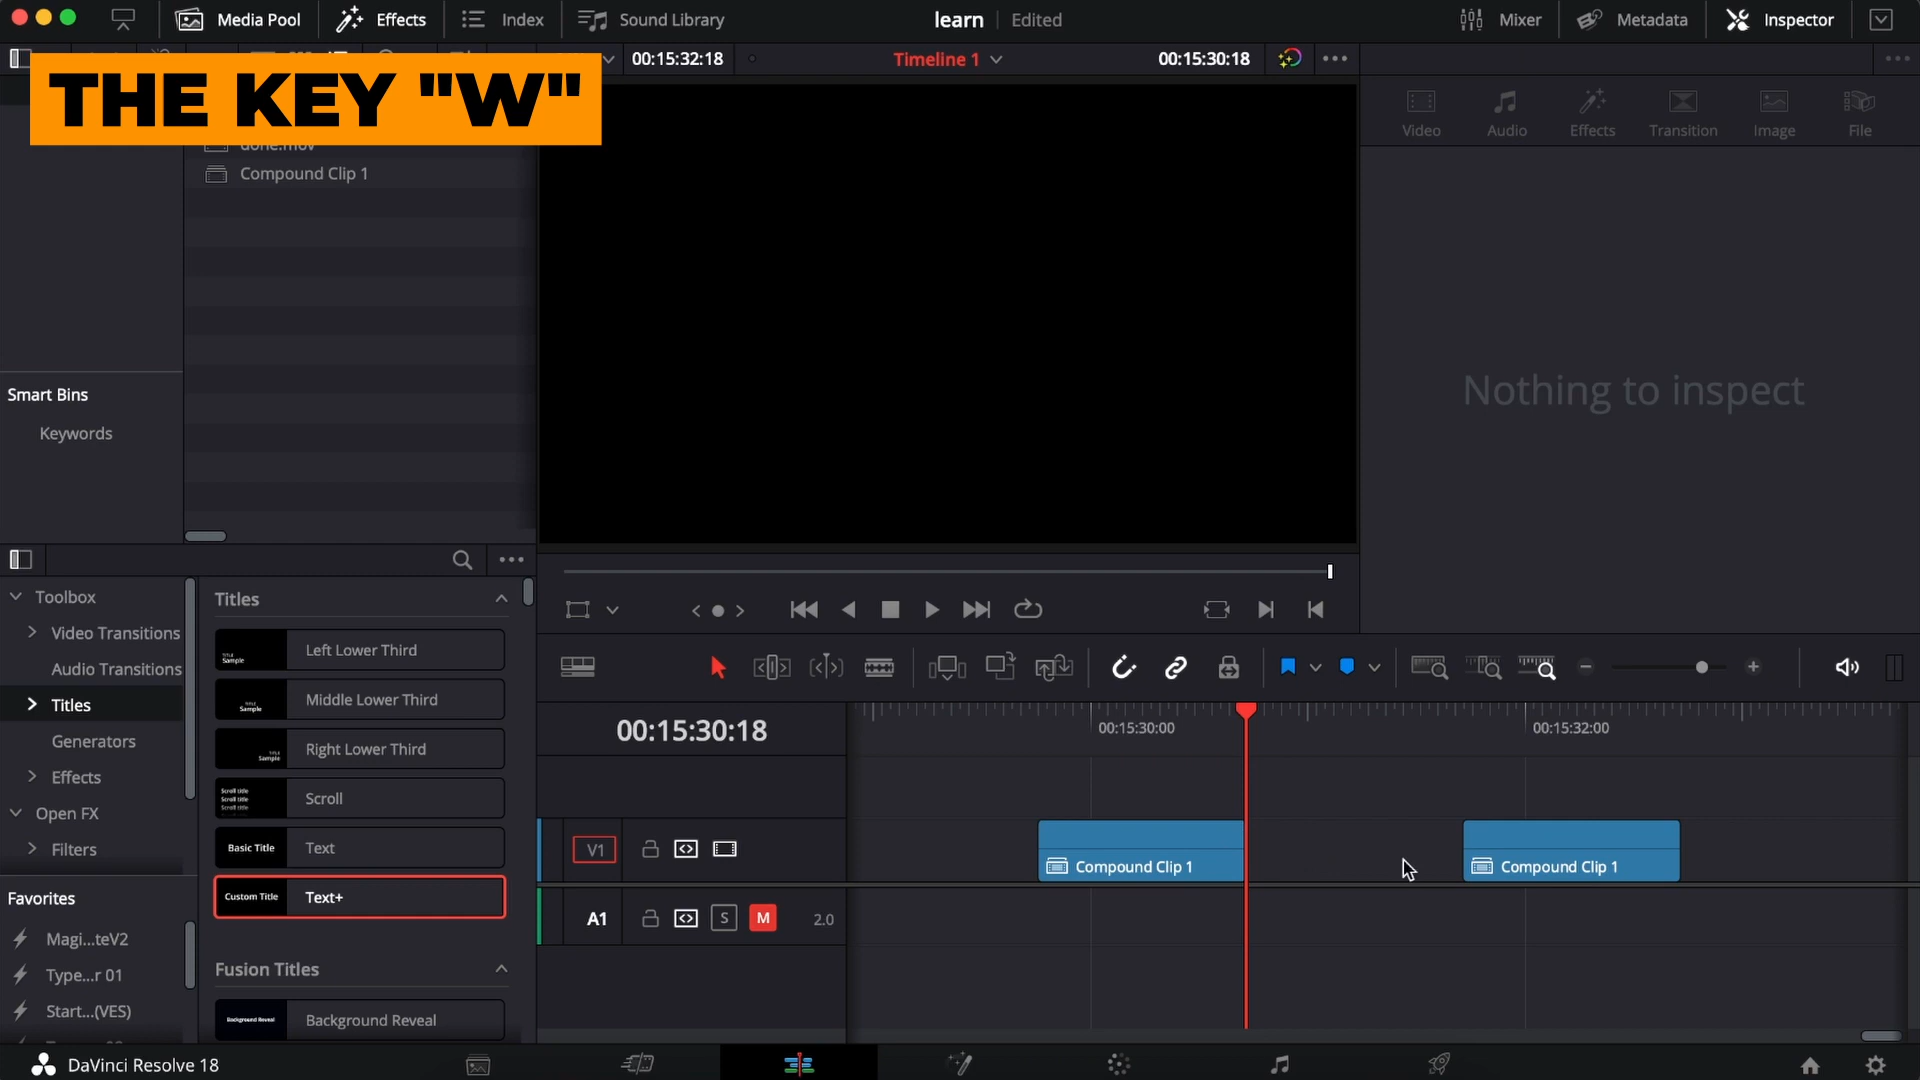 Media Pool
Effects
Index
Sound Library
learn
Edited
Mixer
Metadata
Inspector
00:15:32:18
Timeline 1
00:15:30:18
THE KEY "W"
done.mov
Compound Clip 1
Video
Audio
Effects
Transition
Image
File
Nothing to inspect
Smart Bins
Keywords
Toolbox
Video Transitions
Audio Transitions
Titles
Generators
Effects
Open FX
Filters
Favorites
Magi...teV2
Type...r 01
Start...(VES)
Titles
Left Lower Third
Middle Lower Third
Right Lower Third
Scroll
Basic Title
Text
Custom Title
Text+
Fusion Titles
Background Reveal
Background Reveal
00:15:30:18
00:15:30:00
00:15:32:00
V1
Compound Clip 1
Compound Clip 1
A1
S
M
2.0
DaVinci Resolve 18